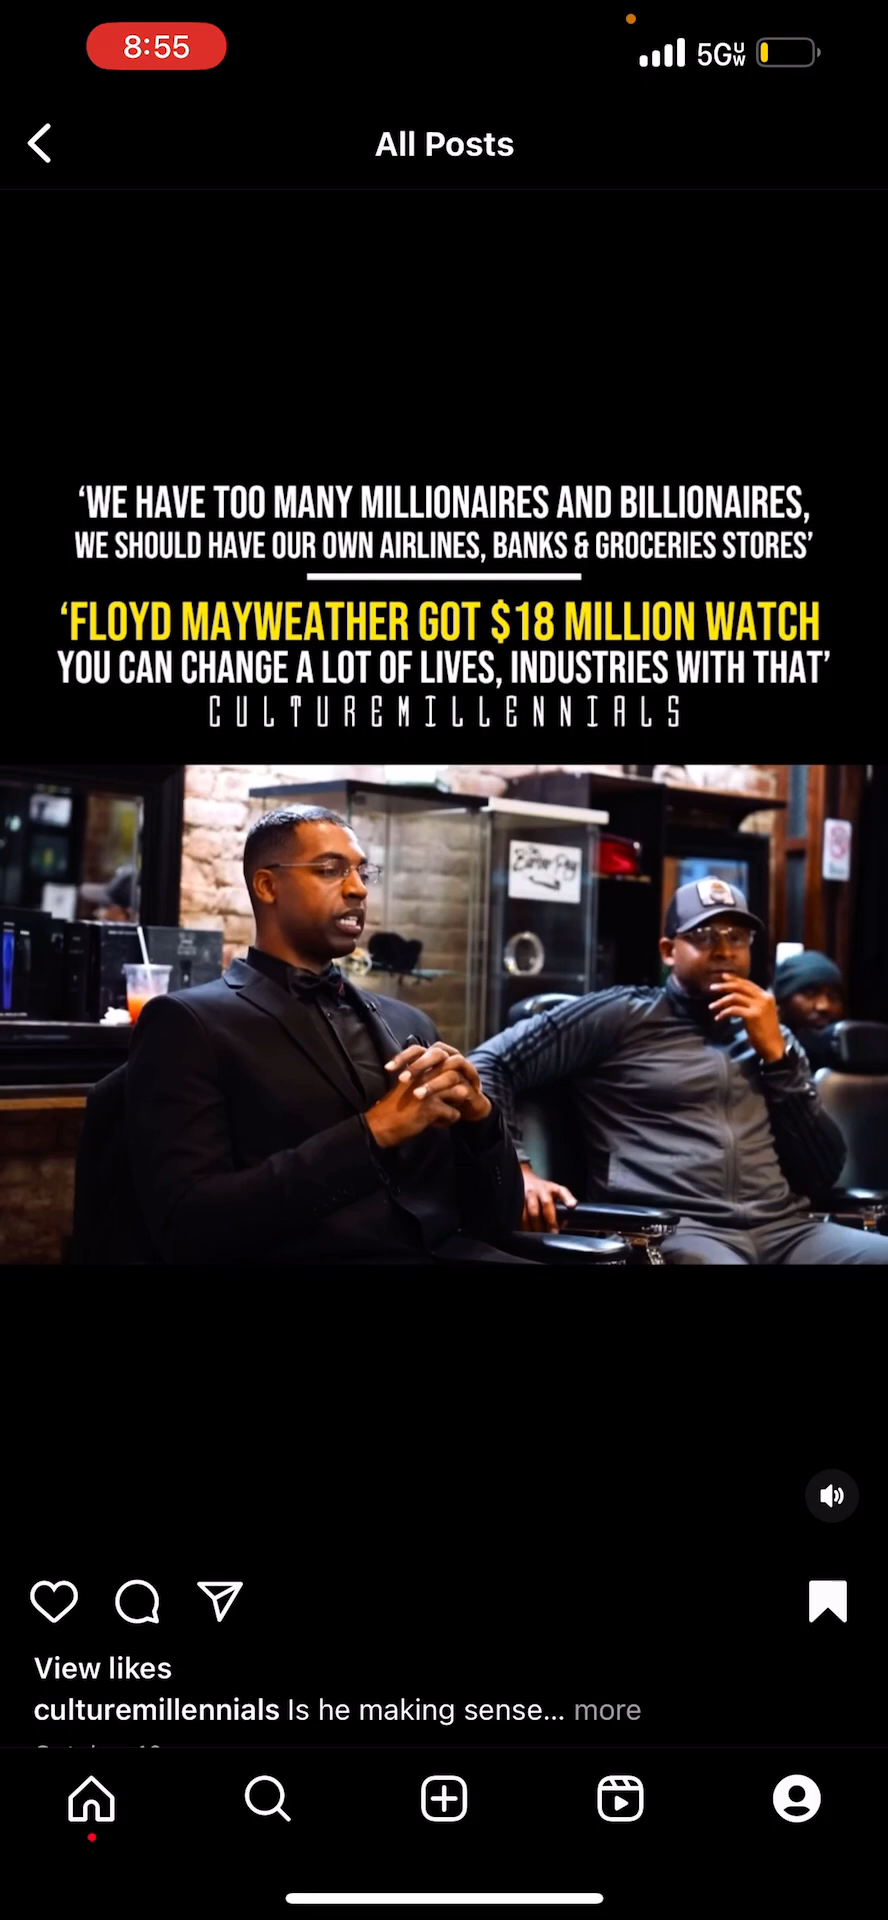 8:55
5GUW
All Posts
‘WE HAVE TOO MANY MILLIONAIRES AND BILLIONAIRES,
WE SHOULD HAVE OUR OWN AIRLINES, BANKS & GROCERIES STORES’
‘FLOYD MAYWEATHER GOT $18 MILLION WATCH
YOU CAN CHANGE A LOT OF LIVES, INDUSTRIES WITH THAT’
CULTUREMILLENNIALS
View likes
culturemillennials Is he making sense... more